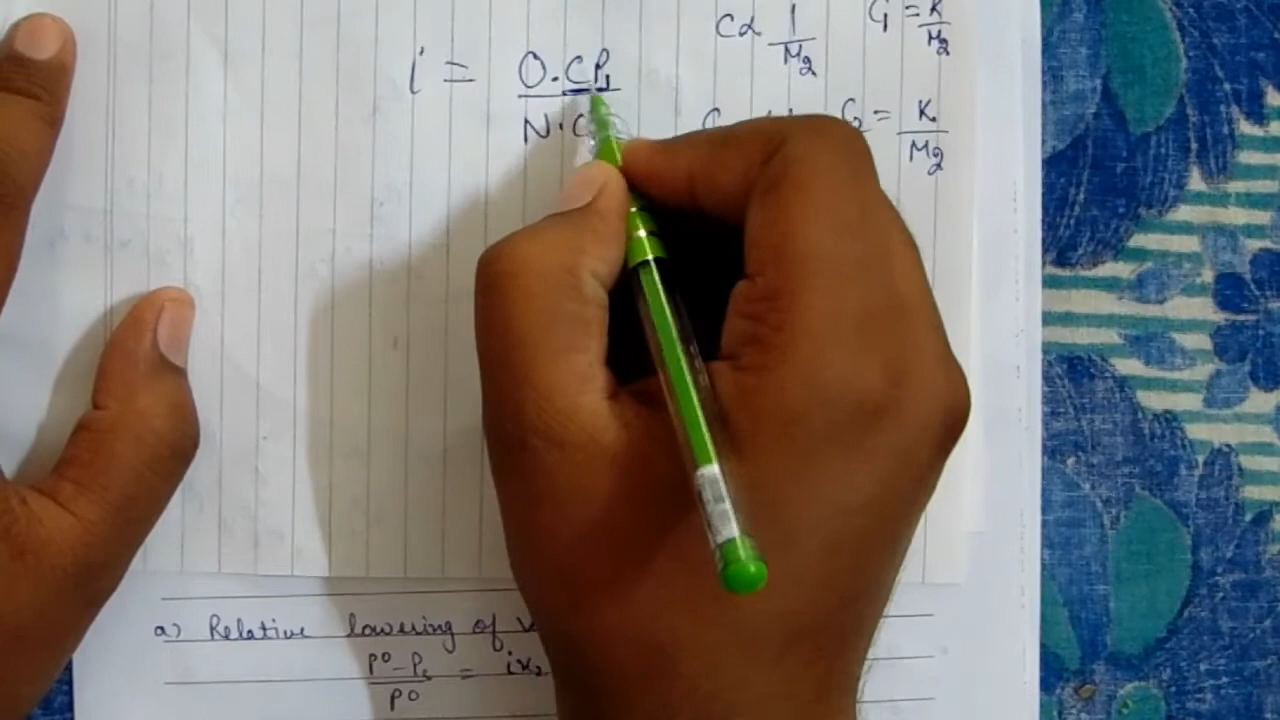 i = O.CP1 / N.C
C α 1 / M2
C1 = K / M2
C2 = K / M2
a) Relative lowering of
P° - Ps / P° = ix2